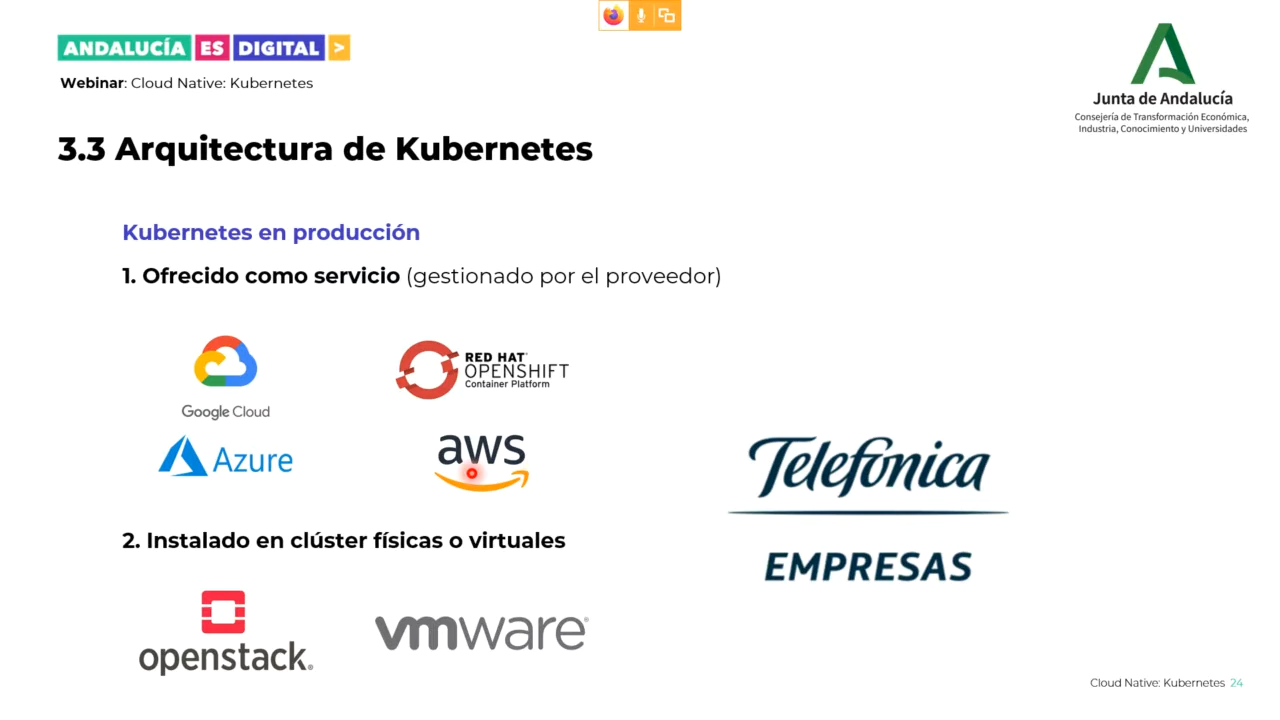 ANDALUCÍA ES DIGITAL >
Webinar: Cloud Native: Kubernetes
Junta de Andalucía
Consejería de Transformación Económica,
Industria, Conocimiento y Universidades
3.3 Arquitectura de Kubernetes
Kubernetes en producción
1. Ofrecido como servicio (gestionado por el proveedor)
Google Cloud
RED HAT®
OPENSHIFT
Container Platform
Azure
aws
Telefónica
EMPRESAS
2. Instalado en clúster físicas o virtuales
openstack®
vmware®
Cloud Native: Kubernetes 24